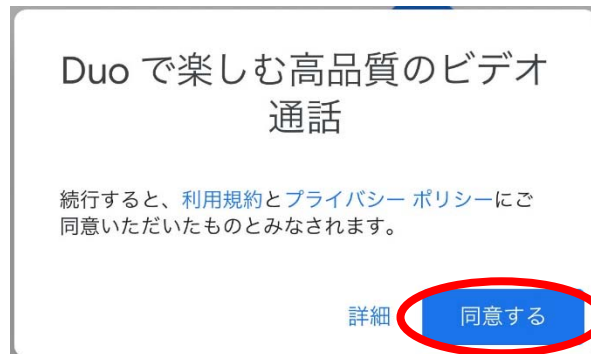 Duo で楽しむ高品質のビデオ
通話
続行すると、利用規約とプライバシー ポリシーにご
同意いただいたものとみなされます。
詳細
同意する